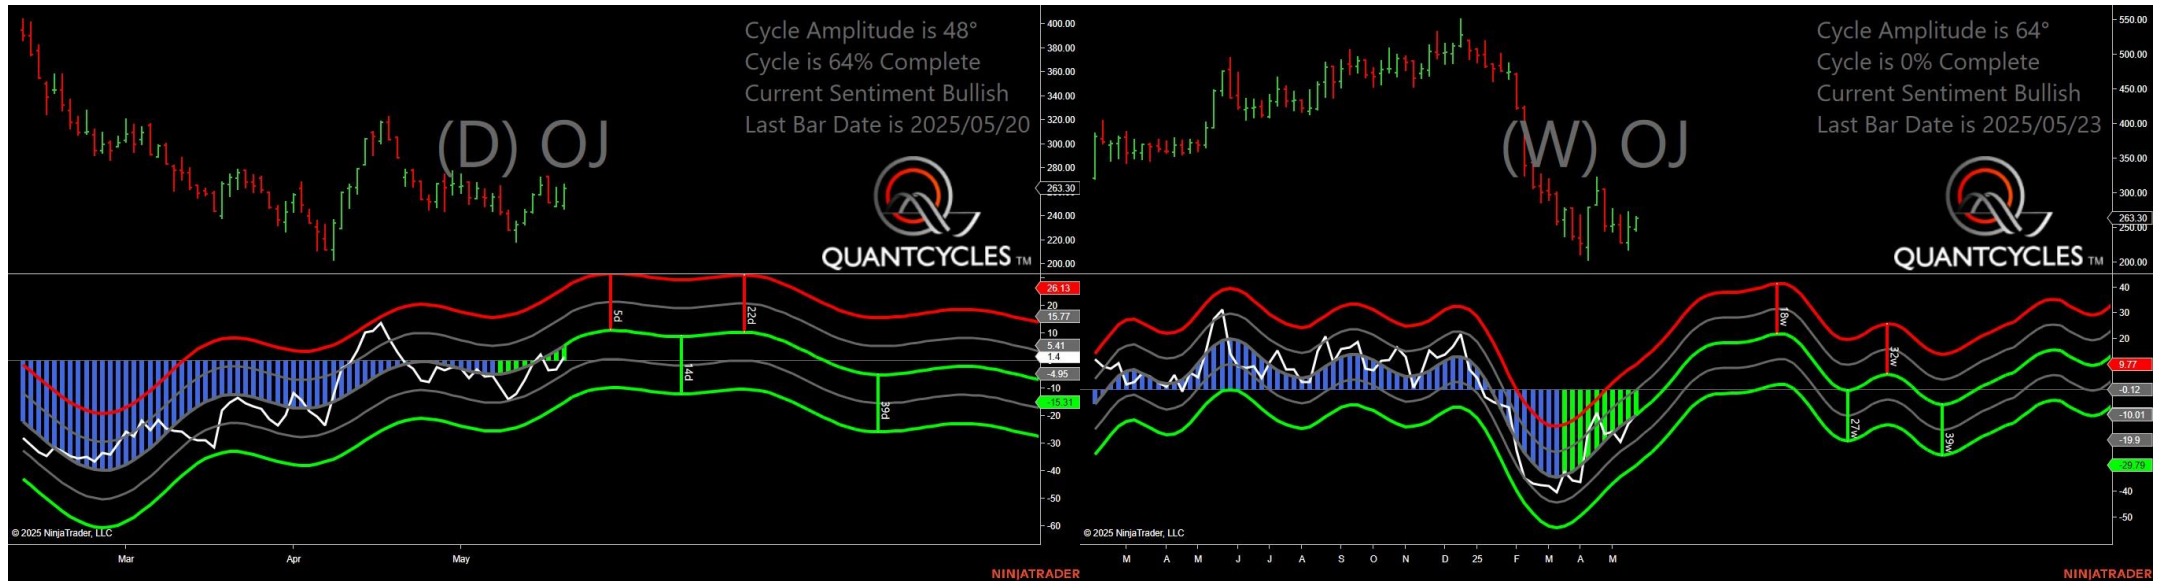 Cycle Amplitude is 48°
Cycle is 64% Complete
Current Sentiment Bullish
Last Bar Date is 2025/05/20
(D) OJ
QUANTCYCLES TM
400.00
380.00
360.00
340.00
320.00
300.00
280.00
263.30
240.00
220.00
200.00
26.13
20
15.77
10
5.41
1.4
-4.95
-10
-15.31
-20
-30
-40
-50
-60
5d
22d
14d
39d
© 2025 NinjaTrader, LLC
Mar
Apr
May
NINJATRADER
Cycle Amplitude is 64°
Cycle is 0% Complete
Current Sentiment Bullish
Last Bar Date is 2025/05/23
(W) OJ
QUANTCYCLES TM
550.00
500.00
450.00
400.00
350.00
300.00
263.30
250.00
200.00
40
30
20
9.77
-0.12
-10.01
-19.9
-29.79
-40
-50
18w
32w
27w
39w
© 2025 NinjaTrader, LLC
M A M J J A S O N D 25 F M A M
NINJATRADER